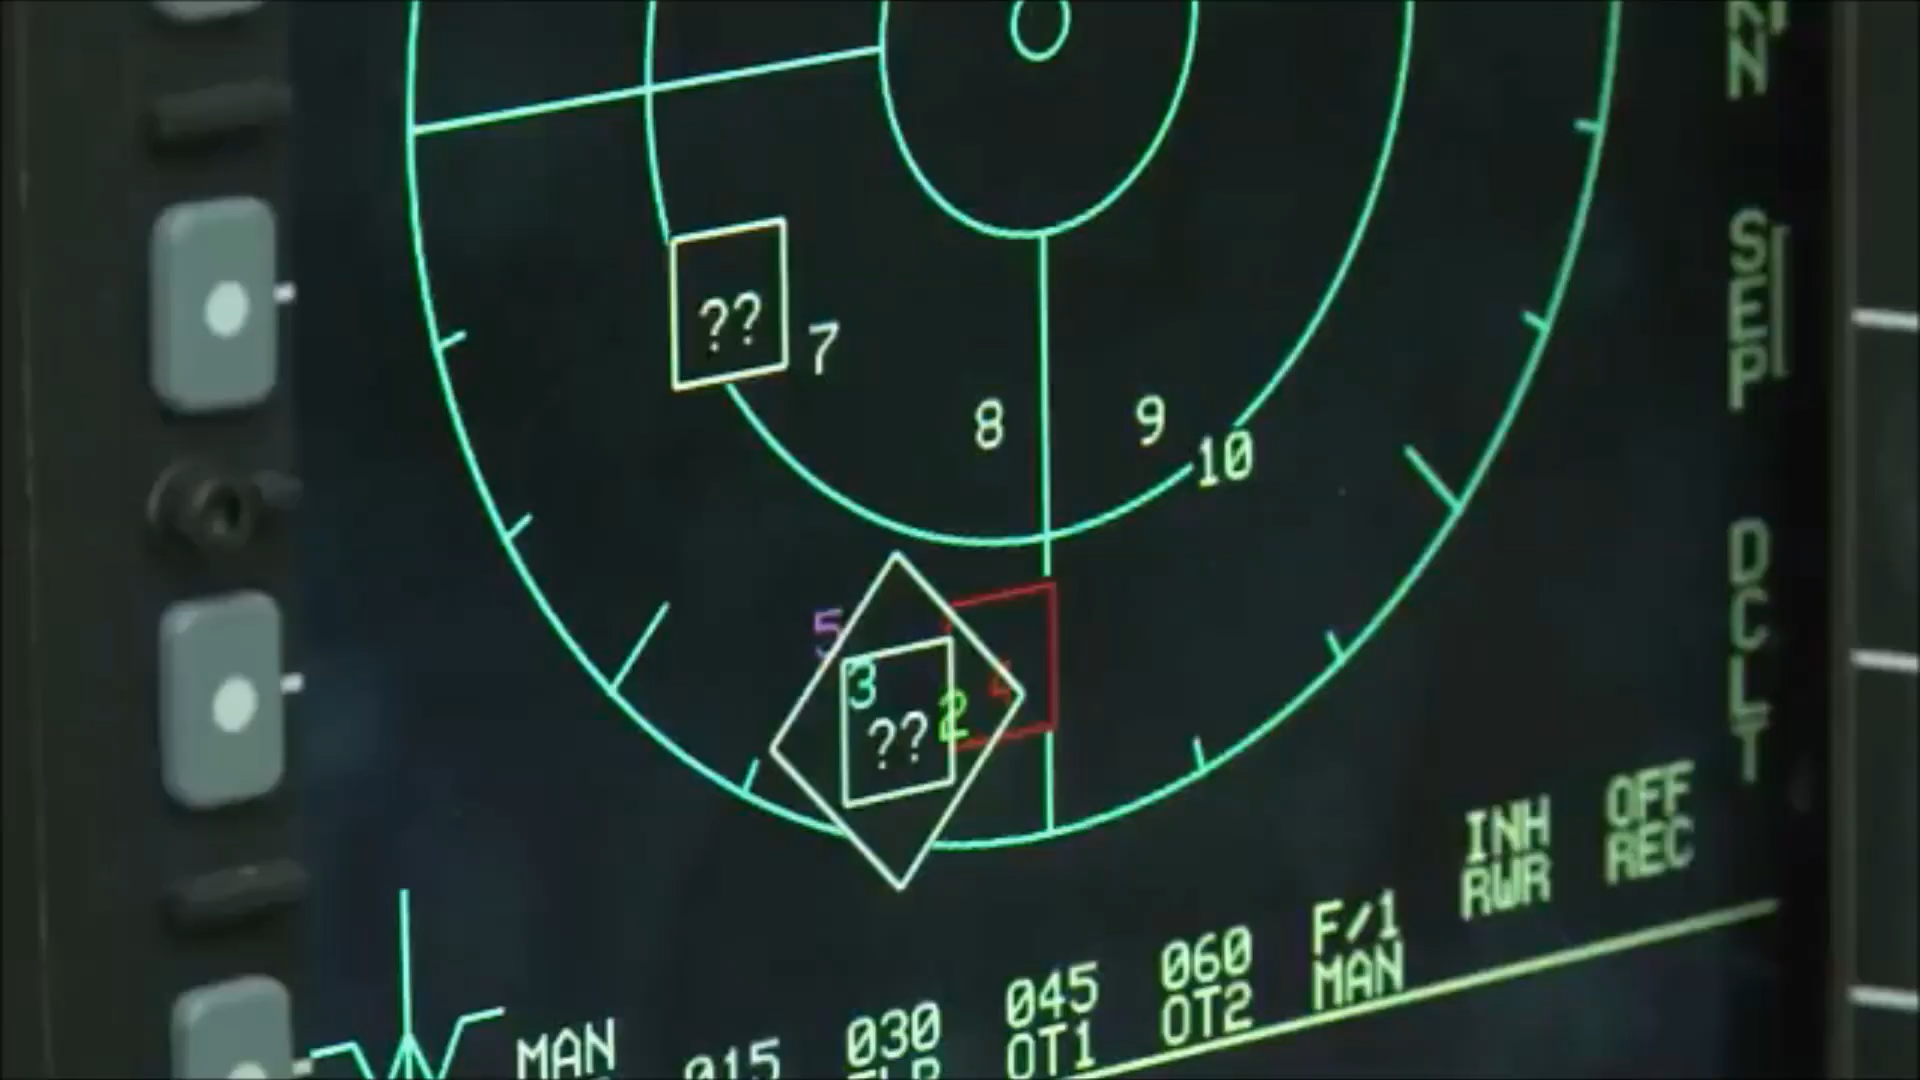 SEP
DCLT
?? 7
8 9
10
5
3
?? 2 4
INH OFF
RWR REC
F/1
MAN
060
OT2
045
OT1
030
MAN 015